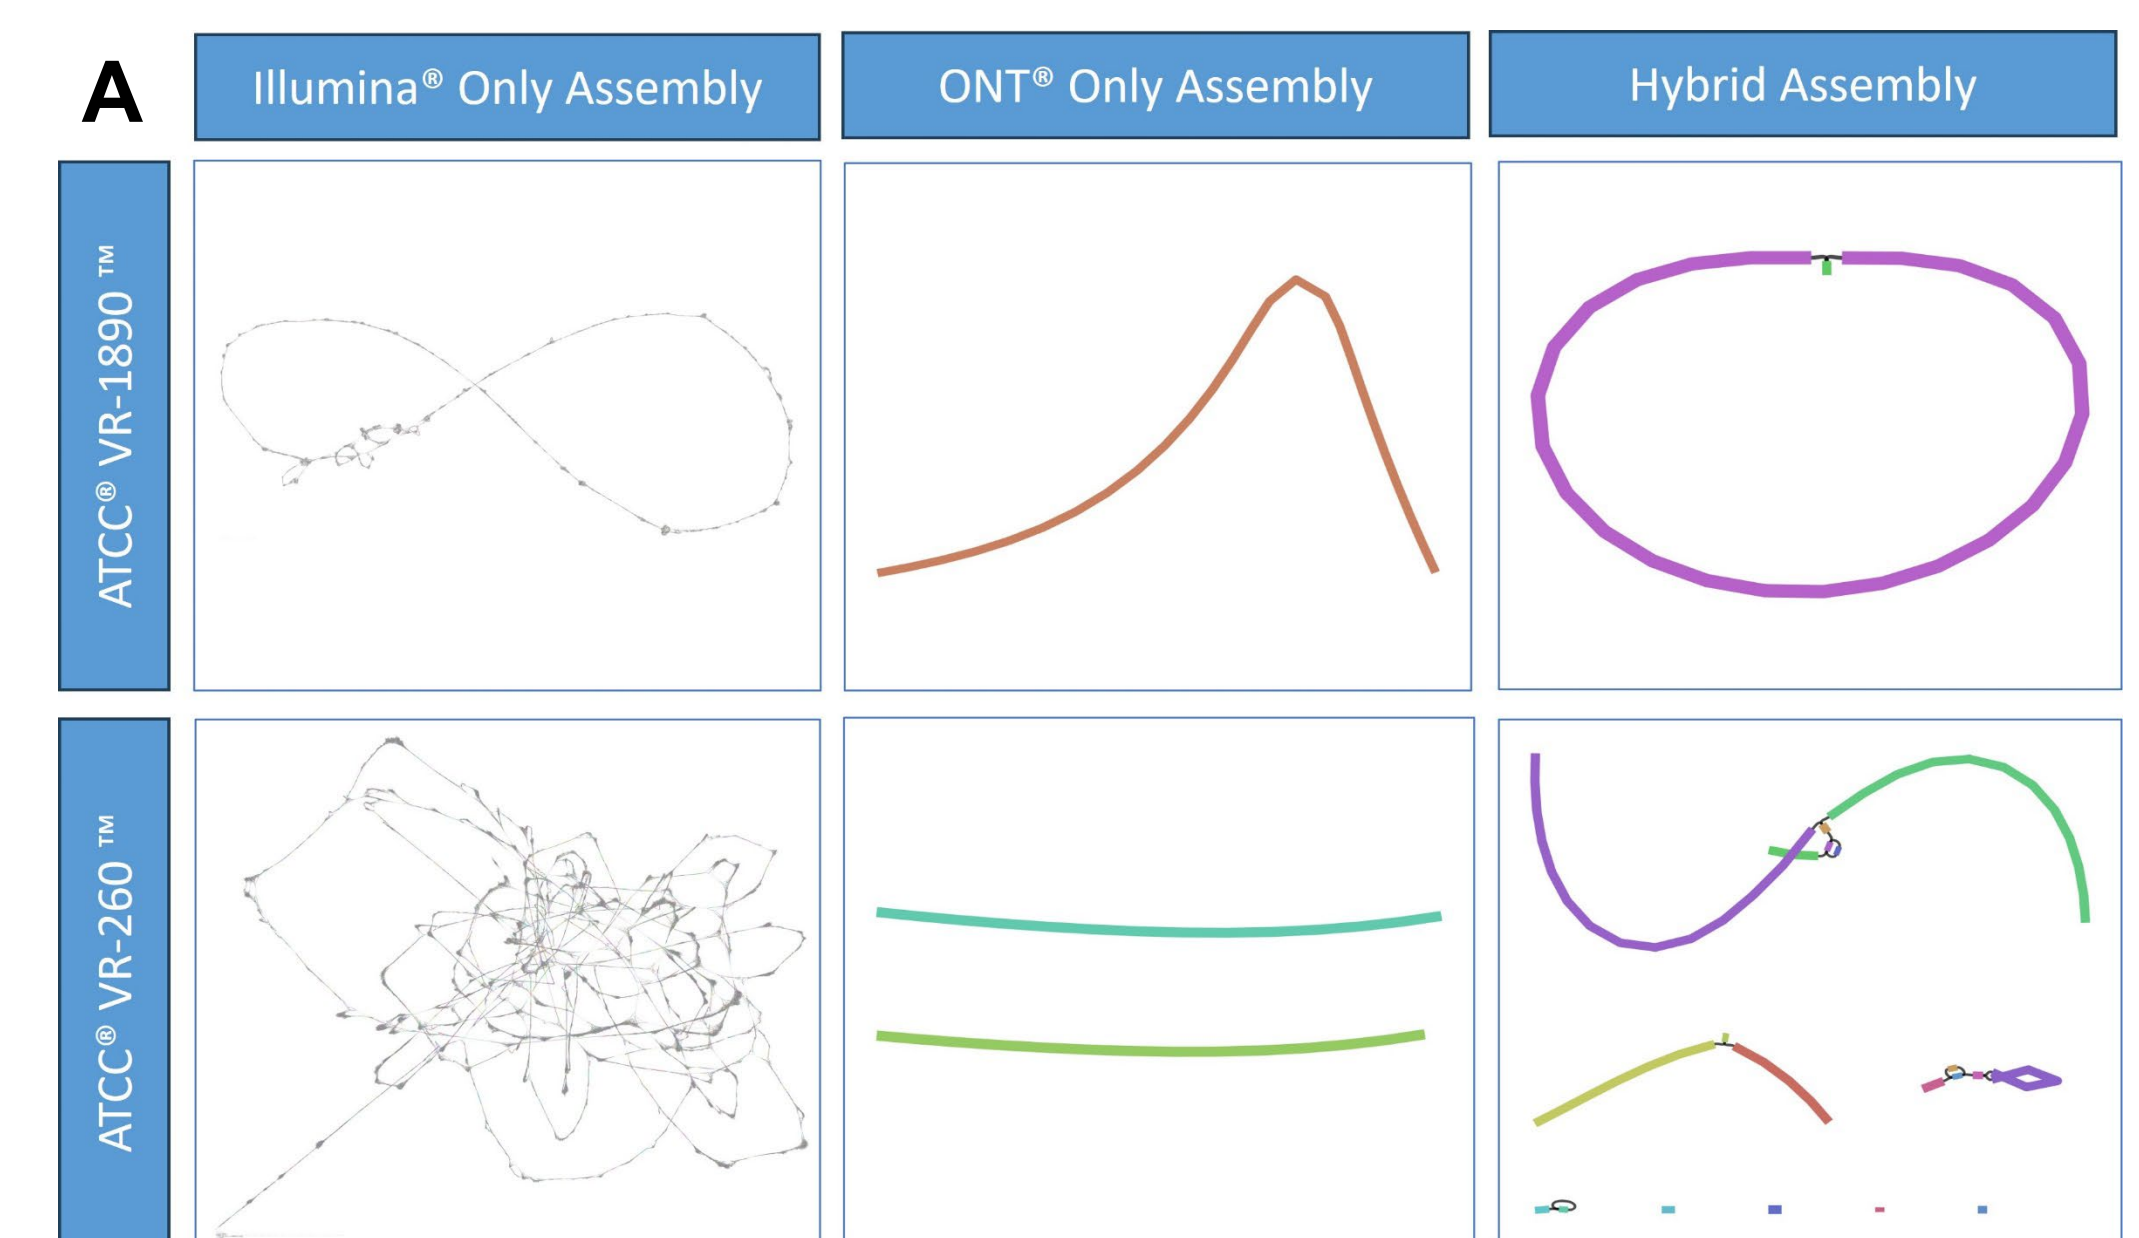 A
Illumina® Only Assembly
ONT® Only Assembly
Hybrid Assembly
ATCC® VR-1890 ™
ATCC® VR-260 ™